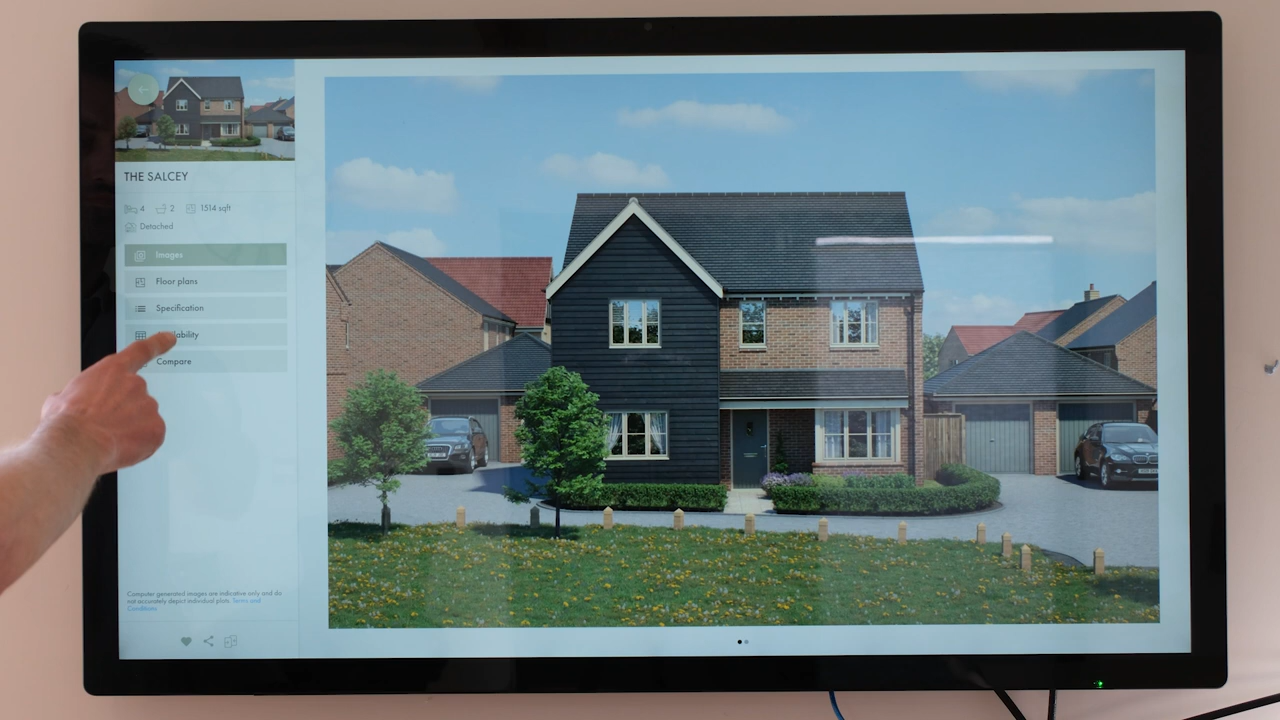 THE SALCEY
4 2 1514 sqft
Detached
Images
Floor plans
Specification
lability
Compare
Computer generated images are indicative only and do
not accurately depict individual plots. Terms and
Conditions